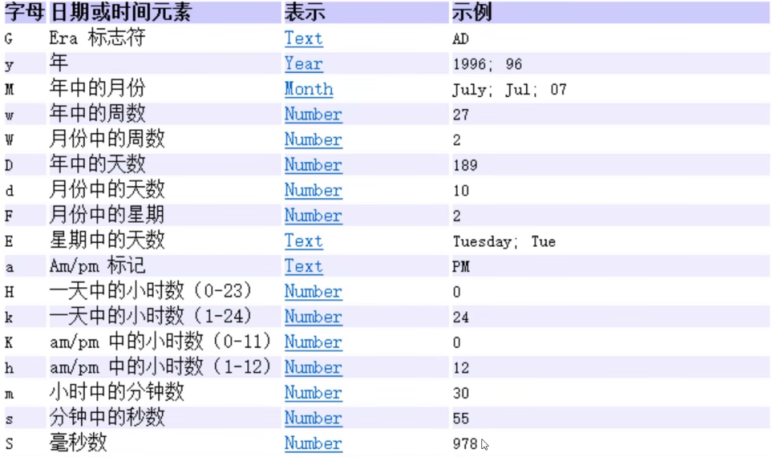 字母 日期或时间元素 表示 示例
G Era 标志符 Text AD
y 年 Year 1996; 96
M 年中的月份 Month July; Jul; 07
w 年中的周数 Number 27
W 月份中的周数 Number 2
D 年中的天数 Number 189
d 月份中的天数 Number 10
F 月份中的星期 Number 2
E 星期中的天数 Text Tuesday; Tue
a Am/pm 标记 Text PM
H 一天中的小时数（0-23） Number 0
k 一天中的小时数（1-24） Number 24
K am/pm 中的小时数（0-11） Number 0
h am/pm 中的小时数（1-12） Number 12
m 小时中的分钟数 Number 30
s 分钟中的秒数 Number 55
S 毫秒数 Number 978